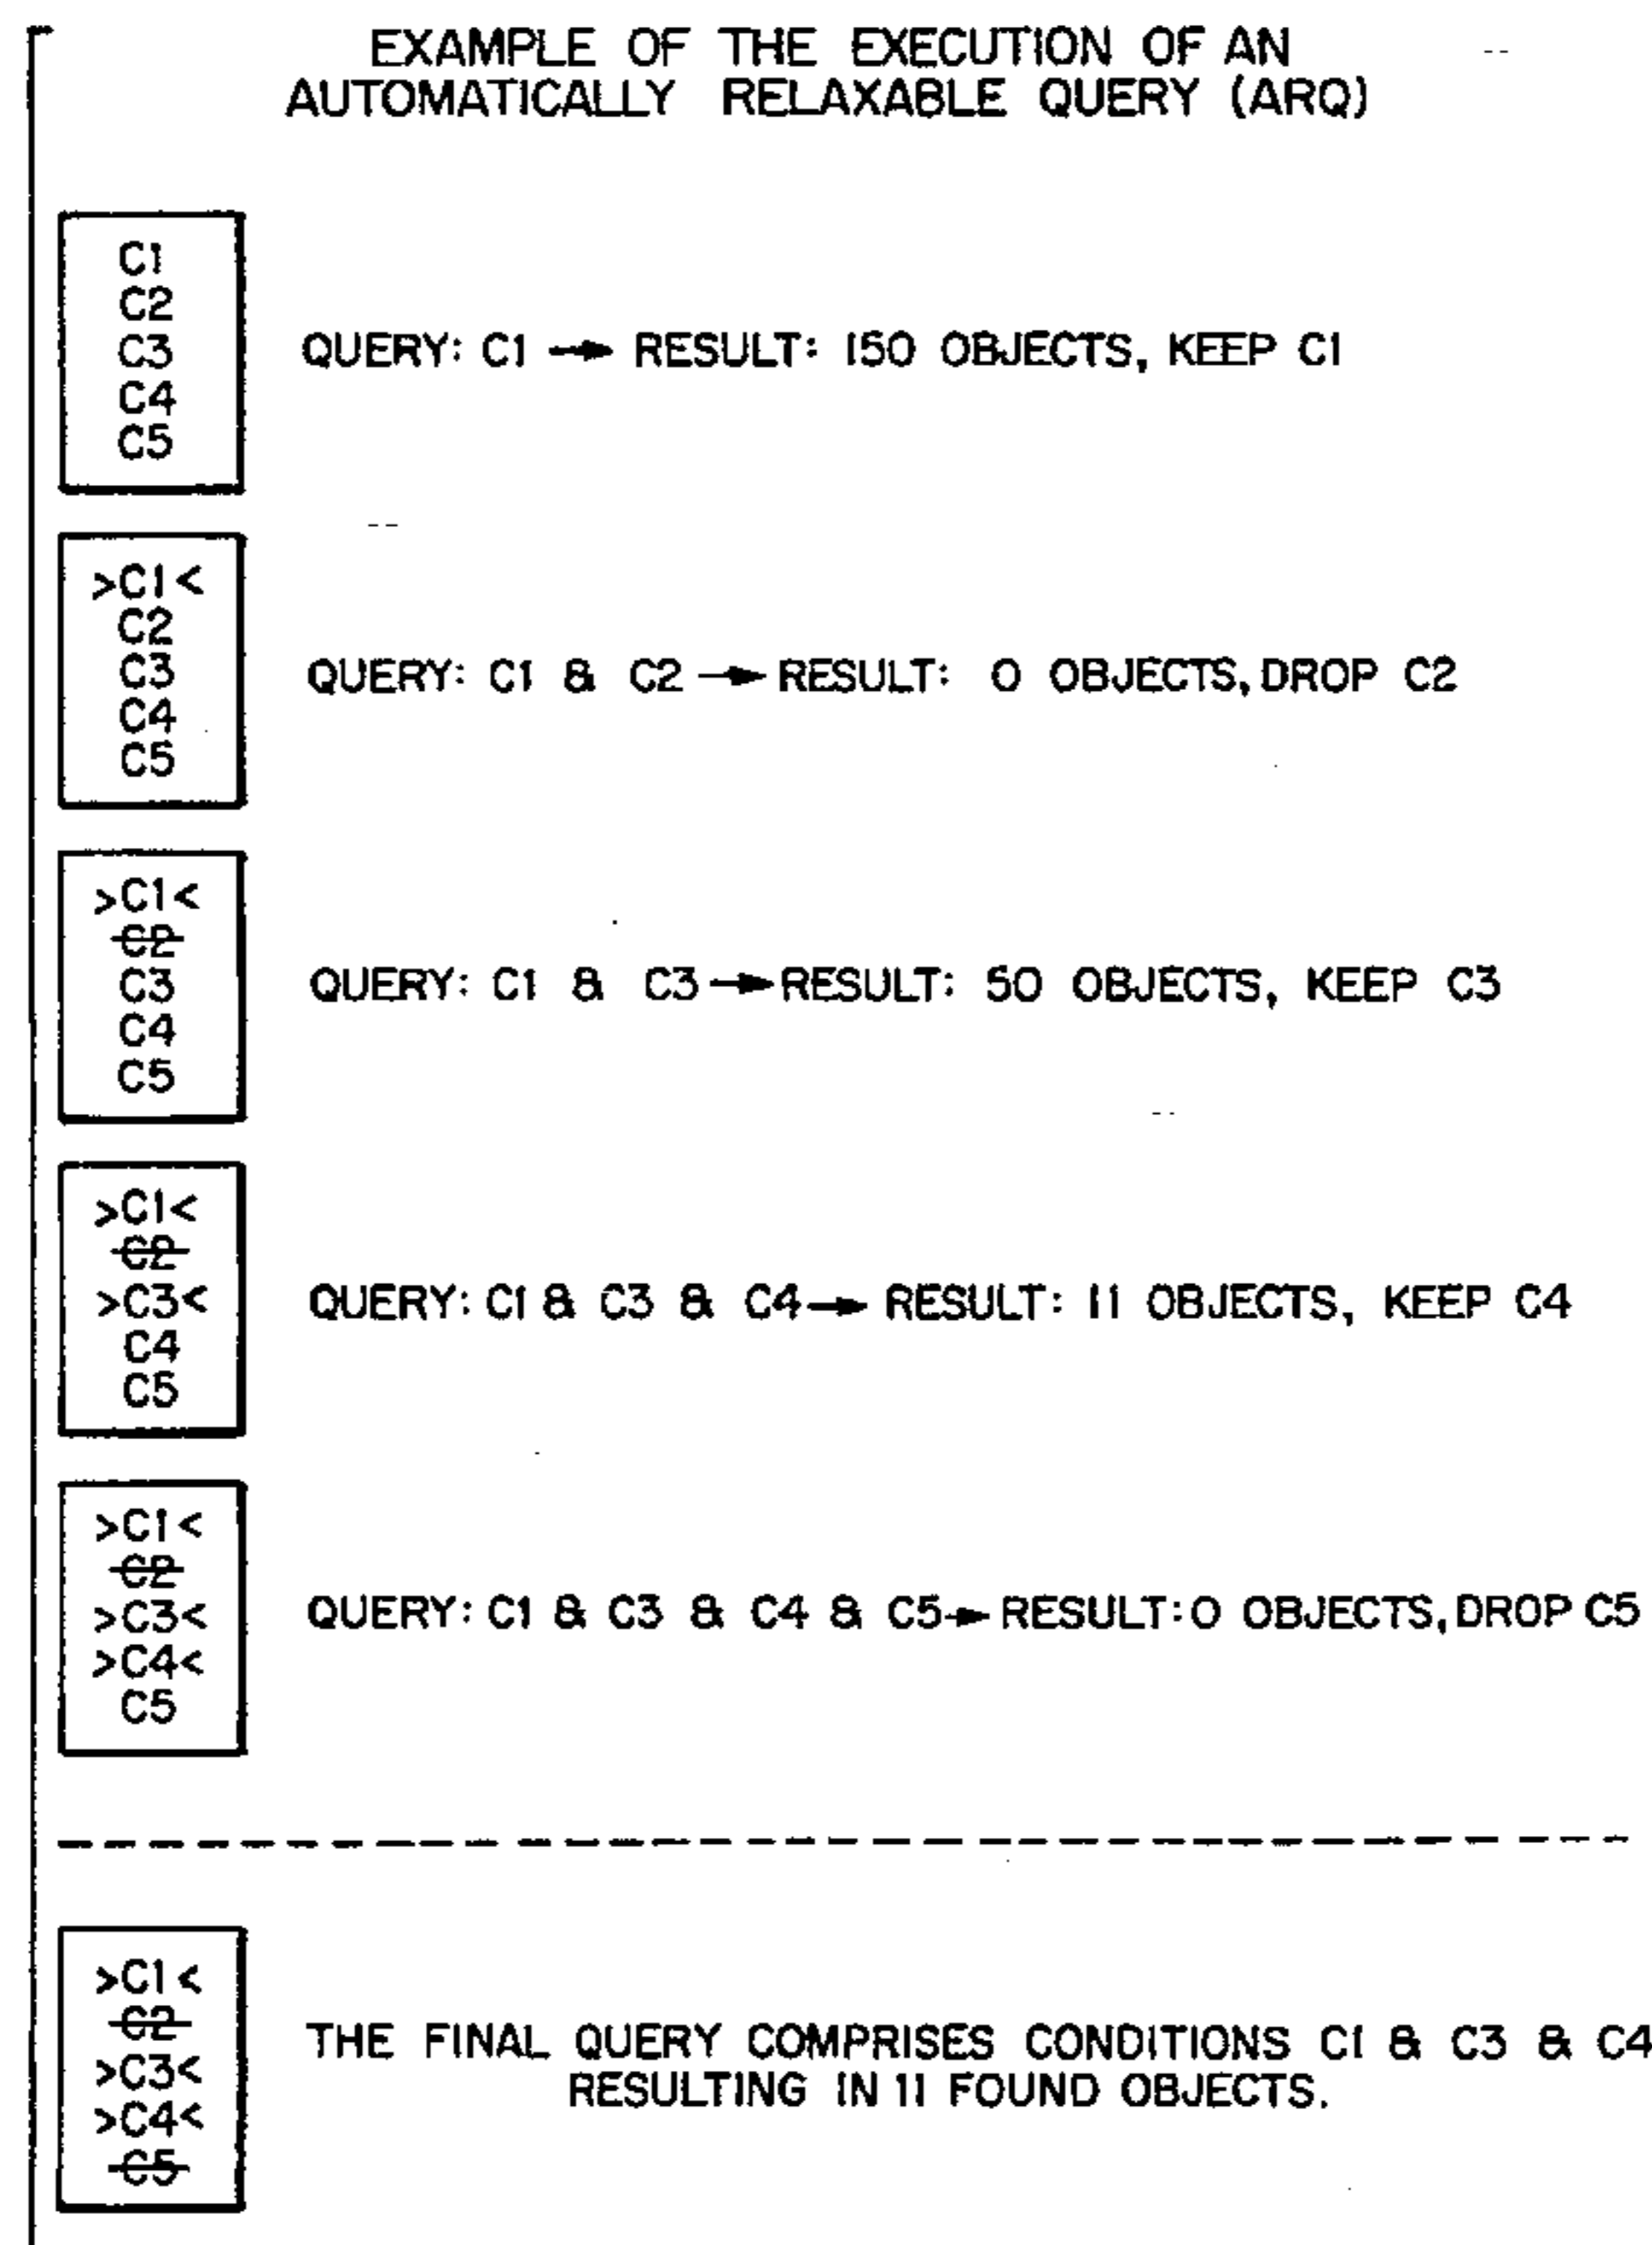 EXAMPLE OF THE EXECUTION OF AN
AUTOMATICALLY RELAXABLE QUERY (ARQ)
C1
C2
C3
C4
C5
QUERY: C1 → RESULT: 150 OBJECTS, KEEP C1
>C1<
C2
C3
C4
C5
QUERY: C1 & C2 → RESULT: 0 OBJECTS, DROP C2
>C1<
C2
C3
C4
C5
QUERY: C1 & C3 → RESULT: 50 OBJECTS, KEEP C3
>C1<
C2
>C3<
C4
C5
QUERY: C1 & C3 & C4 → RESULT: 11 OBJECTS, KEEP C4
>C1<
C2
>C3<
>C4<
C5
QUERY: C1 & C3 & C4 & C5 → RESULT: 0 OBJECTS, DROP C5
>C1<
C2
>C3<
>C4<
C5
THE FINAL QUERY COMPRISES CONDITIONS C1 & C3 & C4
RESULTING IN 11 FOUND OBJECTS.